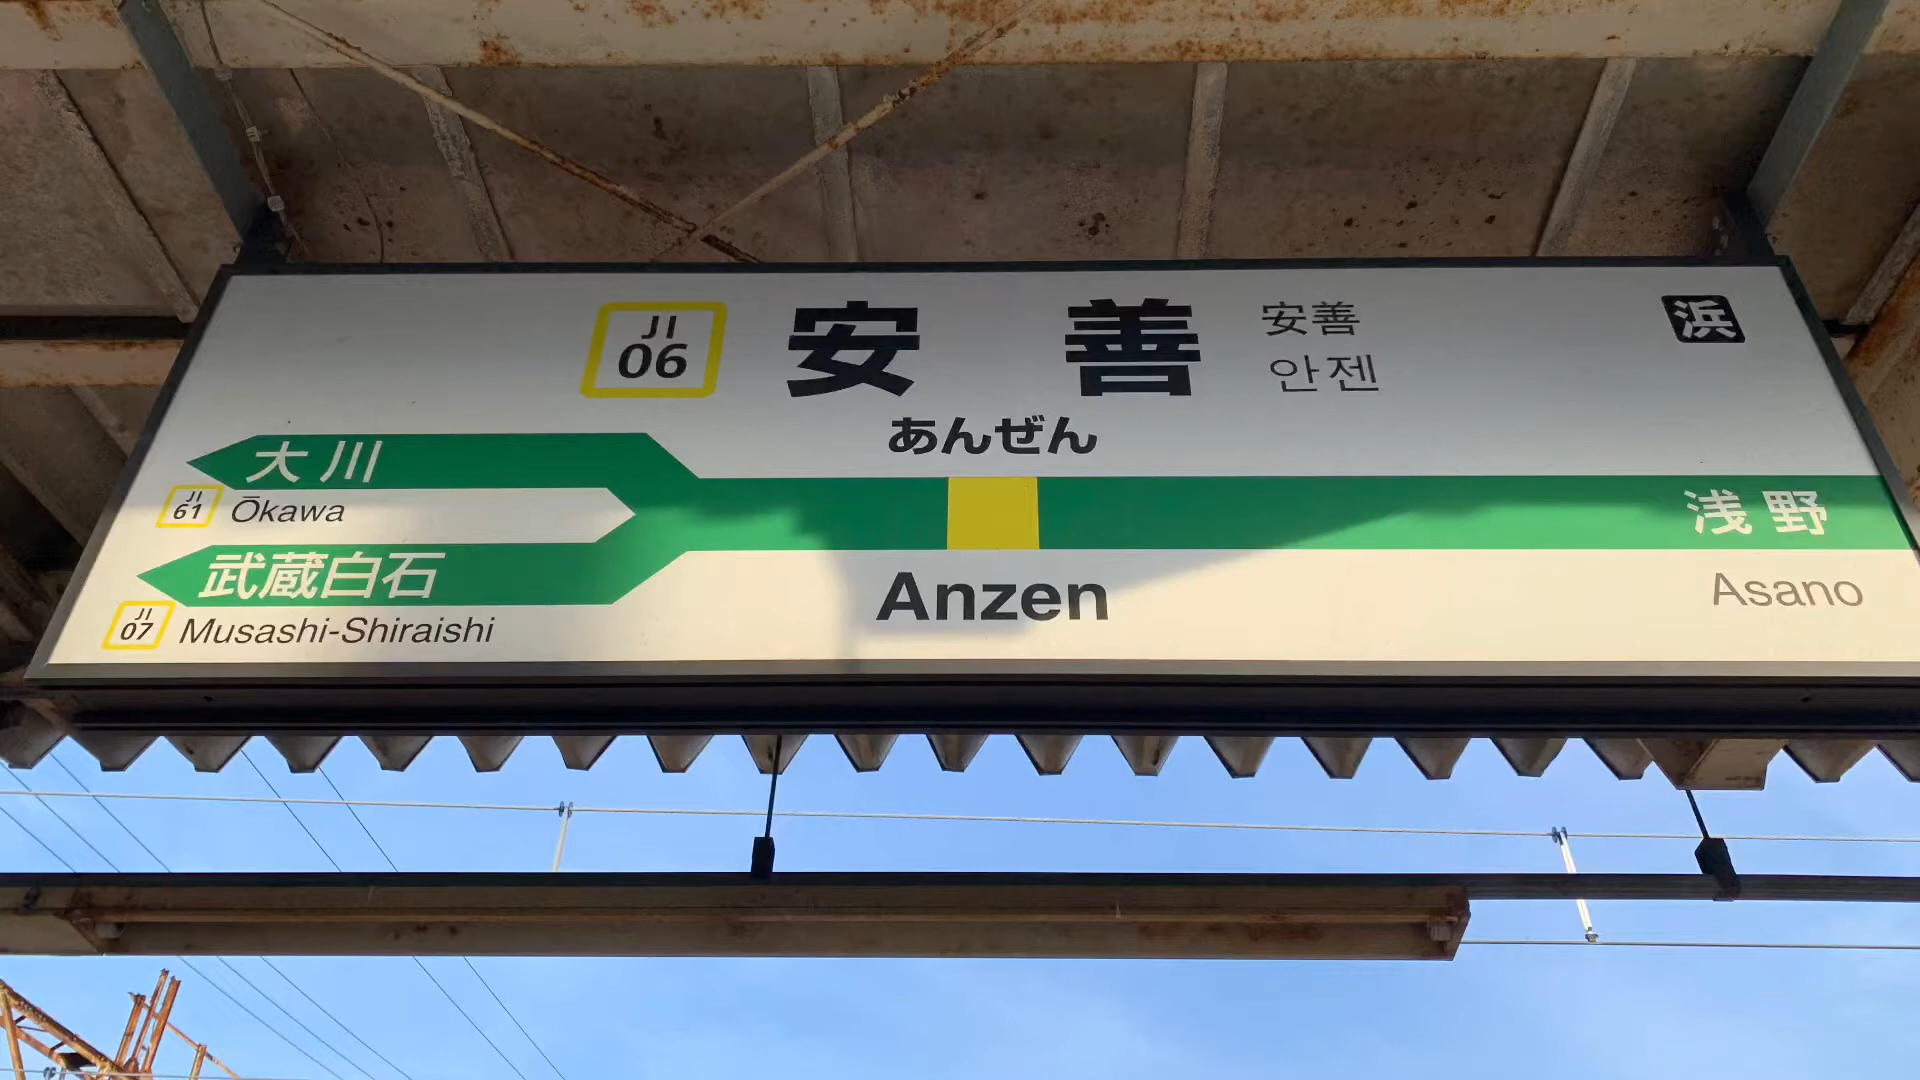 JI
06
安善
安善
안젠
浜
あんぜん
大川
JI
61
Ōkawa
武蔵白石
JI
07
Musashi-Shiraishi
Anzen
浅野
Asano